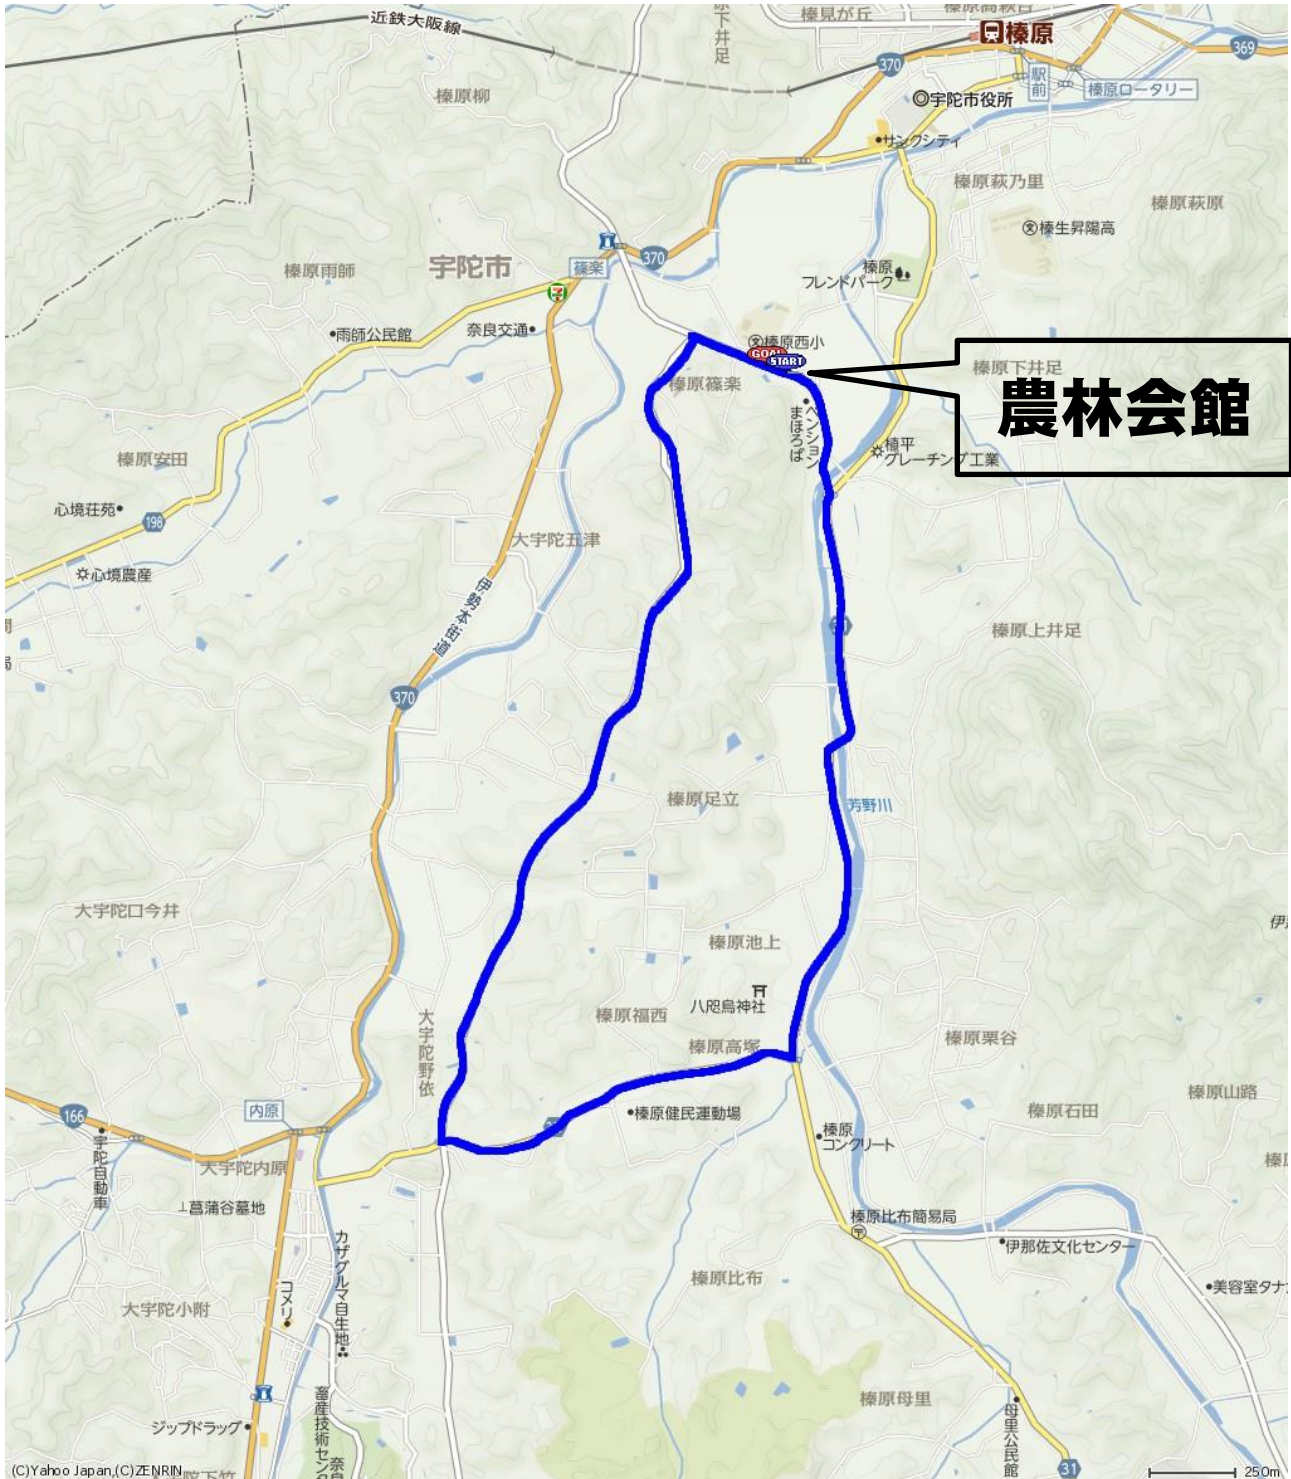 近鉄大阪線
榛見が丘
榛原
369
370
駅前
榛原ロータリー
榛原柳
宇陀市役所
サンクシティ
榛原萩乃里
榛原萩原
榛生昇陽高
榛原雨師
宇陀市
篠楽
370
榛原
フレンドパーク
雨師公民館
奈良交通
榛原西小
GOAL
START
榛原下井足
農林会館
榛原篠楽
ペンション
まほろば
榛原安田
植平
グレーチング工業
心境荘苑
198
大宇陀五津
心境農産
伊勢本街道
榛原上井足
370
榛原足立
芳野川
大宇陀口今井
榛原池上
八咫烏神社
榛原福西
大宇陀野依
榛原高塚
榛原栗谷
榛原山路
166
内原
榛原健民運動場
榛原石田
宇陀自動車
榛原
コンクリート
大宇陀内原
菖蒲谷墓地
榛原比布簡易局
カザグルマ自生地
伊那佐文化センター
榛原比布
コメリ
大宇陀小附
美容室タナ
榛原母里
ジップドラッグ
畜産技術セン
母里公民館
31
(C)Yahoo Japan,(C)ZENRIN
250m